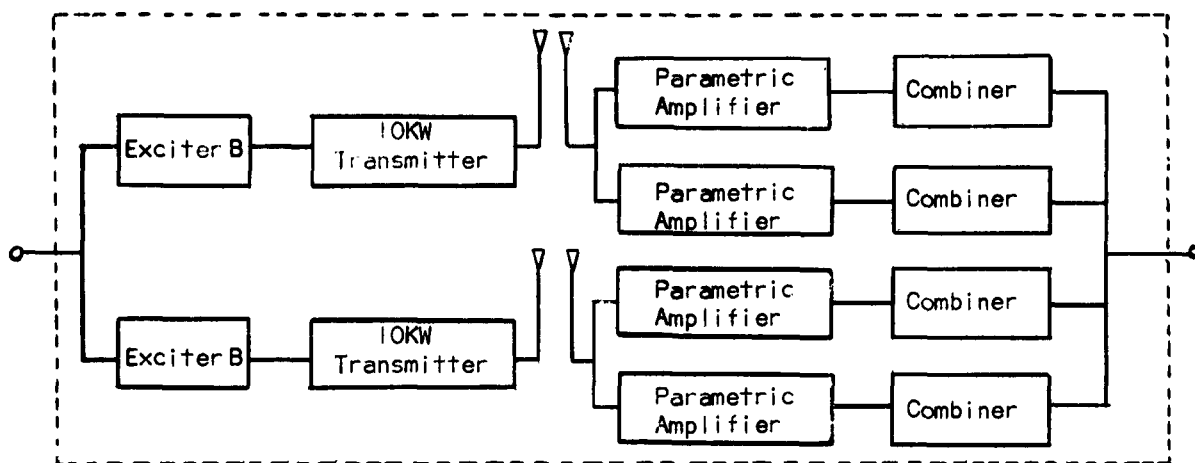 Parametric
Amplifier
Combiner
10KW
Transmitter
Exciter B
Parametric
Amplifier
Combiner
Parametric
Amplifier
Combiner
10KW
Transmitter
Exciter B
Parametric
Amplifier
Combiner